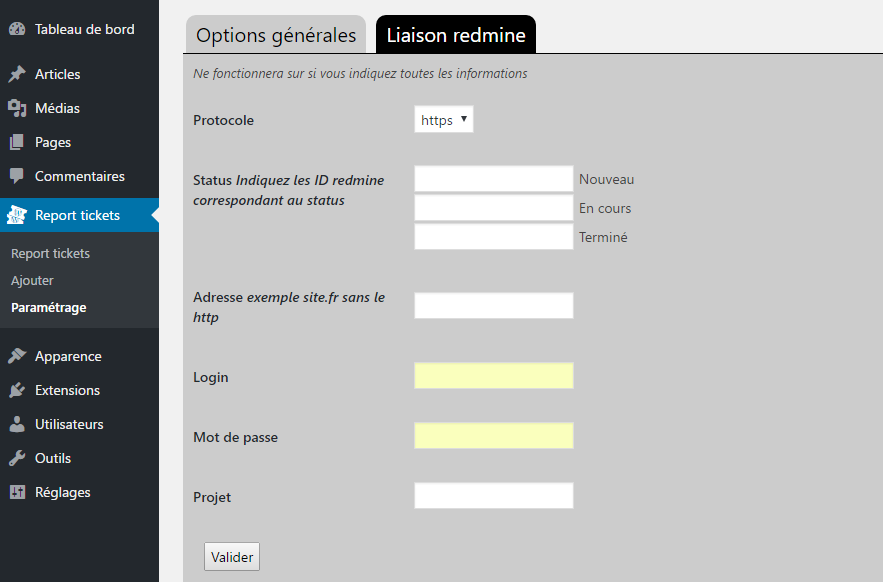 Tableau de bord
Articles
Médias
Pages
Commentaires
Report tickets
Report tickets
Ajouter
Paramétrage
Apparence
Extensions
Utilisateurs
Outils
Réglages
Options générales
Liaison redmine
Ne fonctionnera sur si vous indiquez toutes les informations
Protocole
https
Status Indiquez les ID redmine
correspondant au status
Nouveau
En cours
Terminé
Adresse exemple site.fr sans le
http
Login
Mot de passe
Projet
Valider